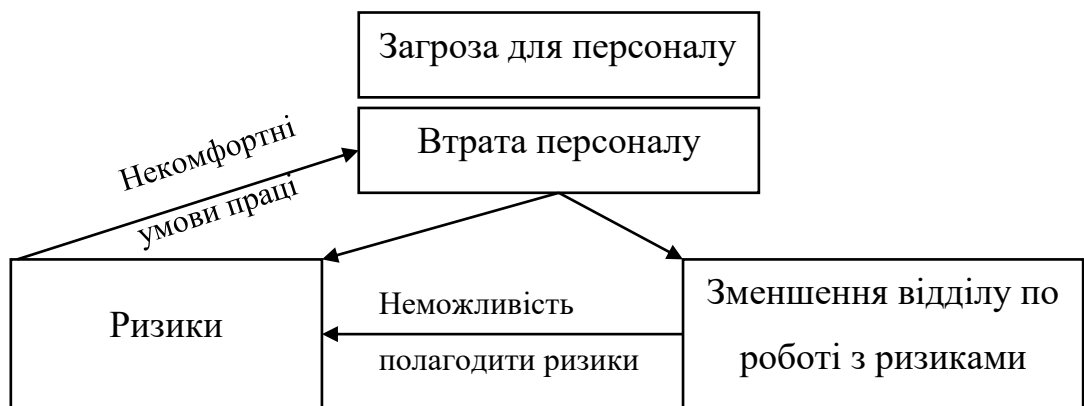 Загроза для персоналу
Втрата персоналу
Некомфортні
умови праці
Ризики
Неможливість
полагодити ризики
Зменшення відділу по
роботі з ризиками